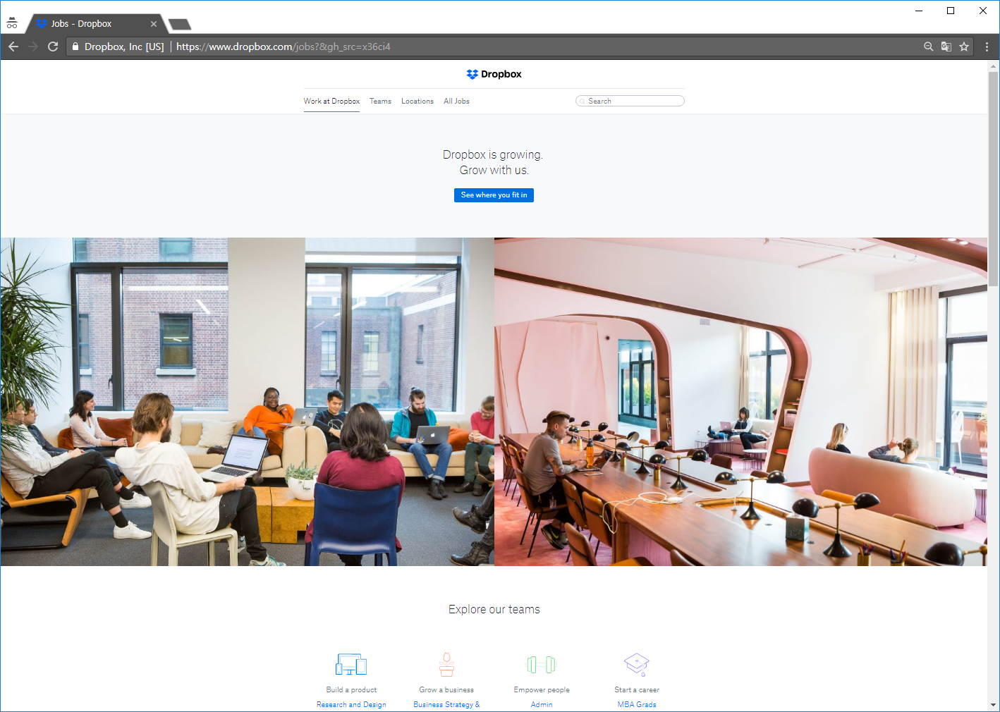 Jobs - Dropbox
Dropbox, Inc [US] | https://www.dropbox.com/jobs?&gh_src=x36ci4
Dropbox
Work at Dropbox Teams Locations All Jobs Search
Dropbox is growing.
Grow with us.
See where you fit in
Explore our teams
Build a product Grow a business Empower people Start a career
Research and Design Business Strategy & Admin MBA Grads